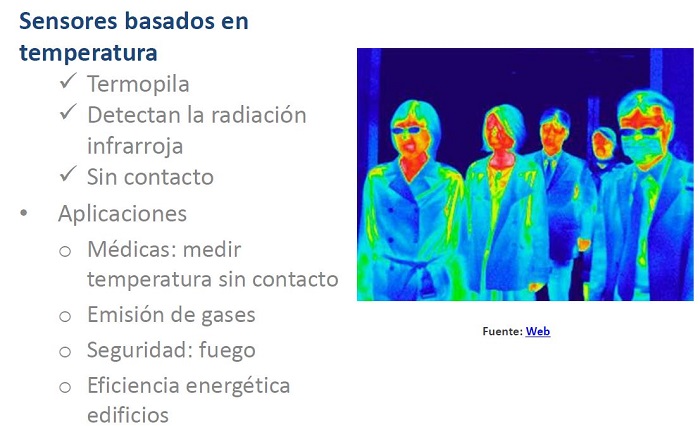 Sensores basados en
temperatura
✓ Termopila
✓ Detectan la radiación
infrarroja
✓ Sin contacto
• Aplicaciones
o Médicas: medir
temperatura sin contacto
o Emisión de gases
o Seguridad: fuego
o Eficiencia energética
edificios
Fuente: Web